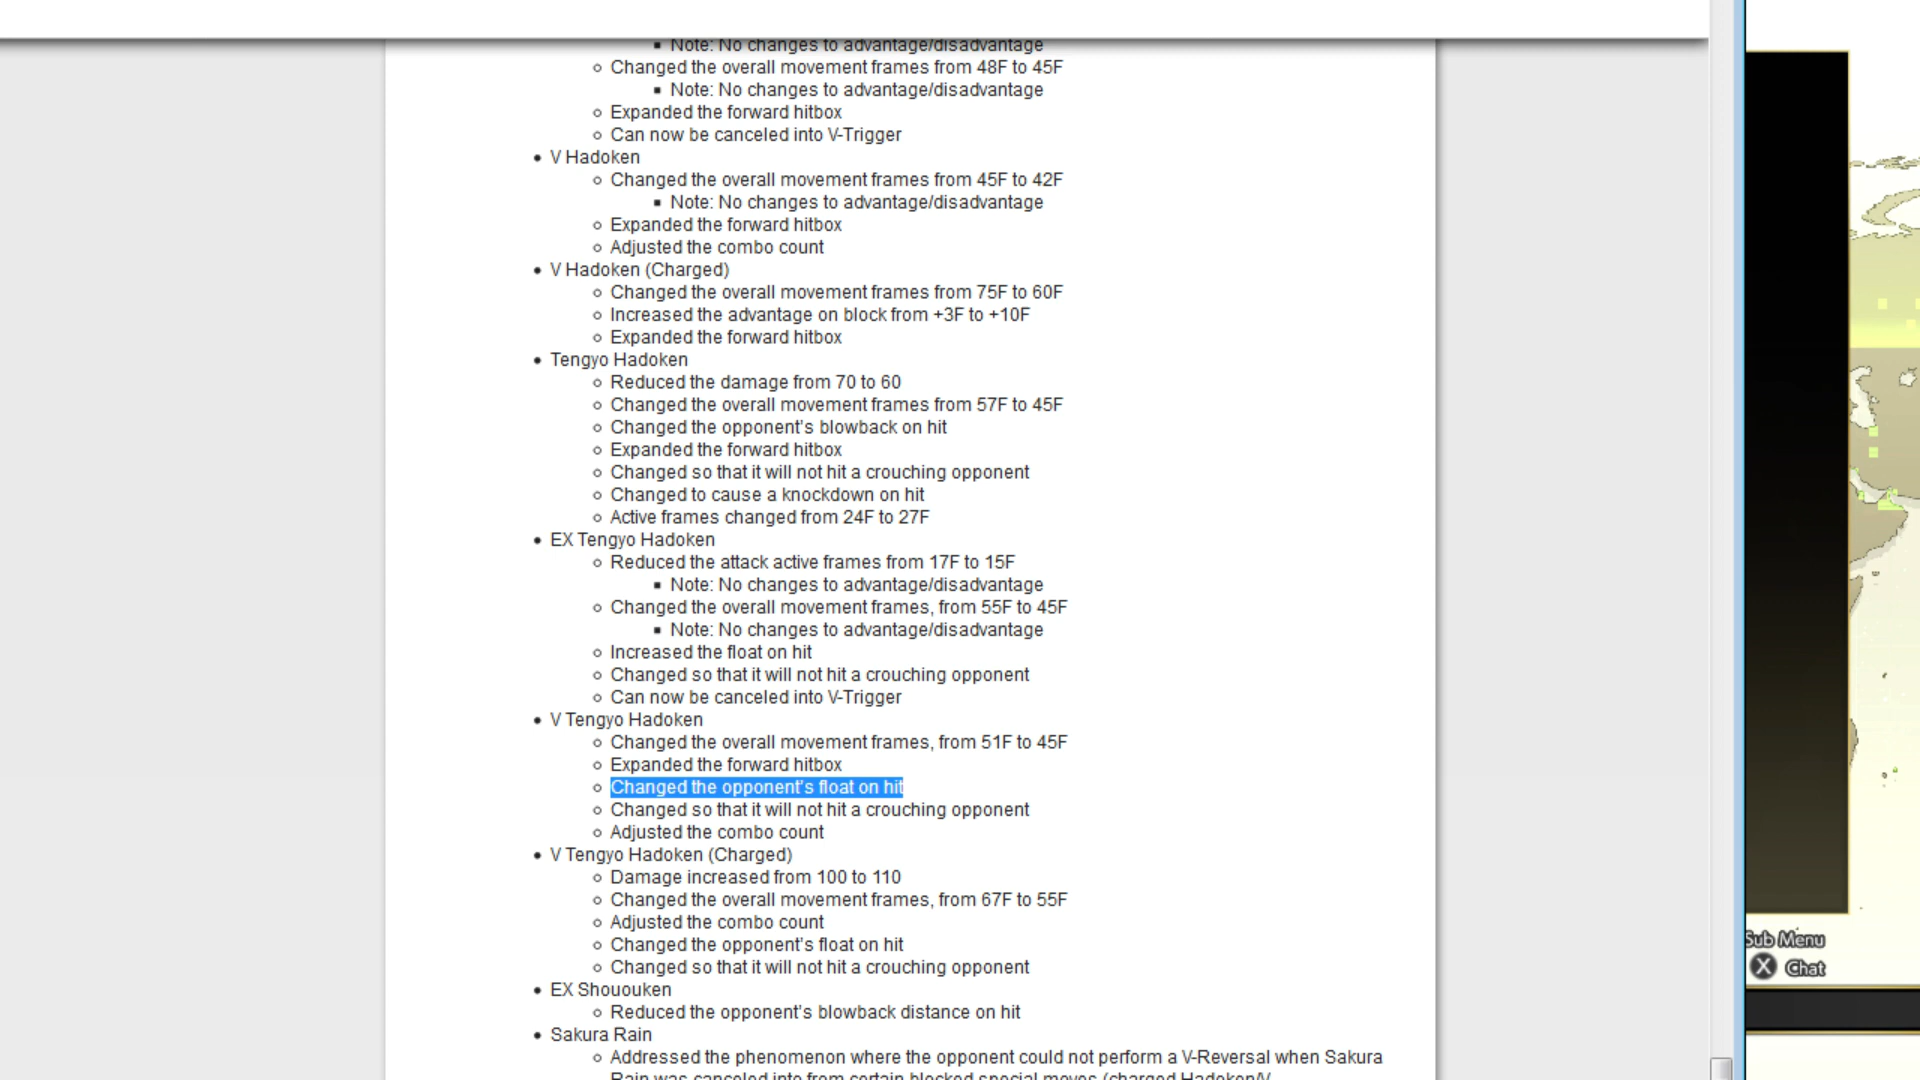 Note: No changes to advantage/disadvantage
Changed the overall movement frames from 48F to 45F
Note: No changes to advantage/disadvantage
Expanded the forward hitbox
Can now be canceled into V-Trigger
V Hadoken
Changed the overall movement frames from 45F to 42F
Note: No changes to advantage/disadvantage
Expanded the forward hitbox
Adjusted the combo count
V Hadoken (Charged)
Changed the overall movement frames from 75F to 60F
Increased the advantage on block from +3F to +10F
Expanded the forward hitbox
Tengyo Hadoken
Reduced the damage from 70 to 60
Changed the overall movement frames from 57F to 45F
Changed the opponent's blowback on hit
Expanded the forward hitbox
Changed so that it will not hit a crouching opponent
Changed to cause a knockdown on hit
Active frames changed from 24F to 27F
EX Tengyo Hadoken
Reduced the attack active frames from 17F to 15F
Note: No changes to advantage/disadvantage
Changed the overall movement frames, from 55F to 45F
Note: No changes to advantage/disadvantage
Increased the float on hit
Changed so that it will not hit a crouching opponent
Can now be canceled into V-Trigger
V Tengyo Hadoken
Changed the overall movement frames, from 51F to 45F
Expanded the forward hitbox
Changed the opponent's float on hit
Changed so that it will not hit a crouching opponent
Adjusted the combo count
V Tengyo Hadoken (Charged)
Damage increased from 100 to 110
Changed the overall movement frames, from 67F to 55F
Adjusted the combo count
Changed the opponent's float on hit
Changed so that it will not hit a crouching opponent
EX Shououken
Reduced the opponent's blowback distance on hit
Sakura Rain
Addressed the phenomenon where the opponent could not perform a V-Reversal when Sakura
Rain was canceled into from certain blocked special moves (charged Hadoken/V
Sub Menu
X Chat